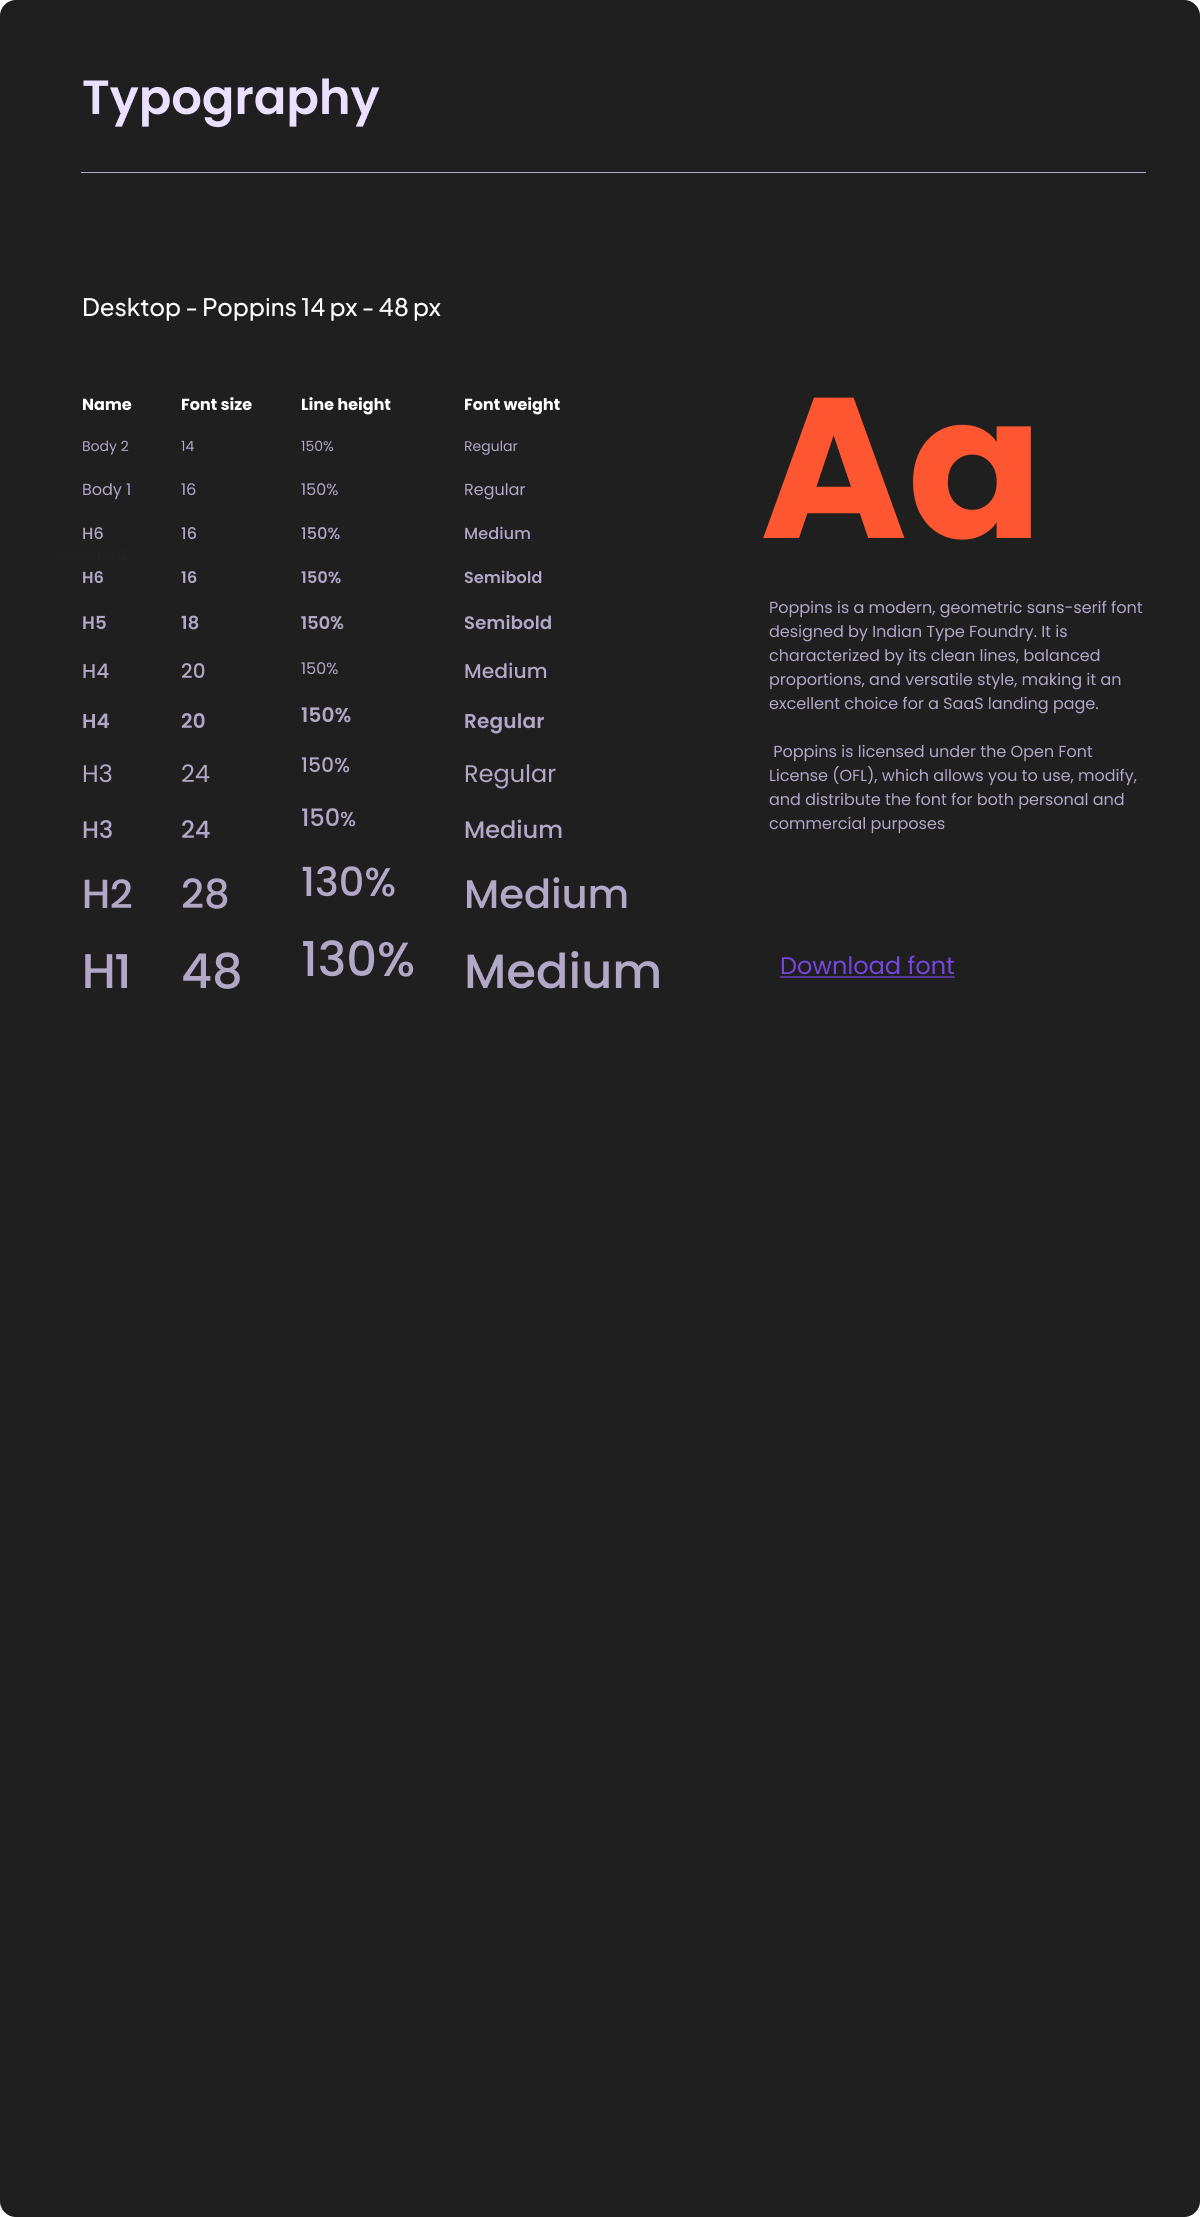 Typography
Desktop - Poppins 14 px - 48 px
Name Font size Line height Font weight
Body 2 14 150% Regular
Body 1 16 150% Regular
H6 16 150% Medium
H6 16 150% Semibold
H5 18 150% Semibold
H4 20 150% Medium
H4 20 150% Regular
H3 24 150% Regular
H3 24 150% Medium
H2 28 130% Medium
H1 48 130% Medium
Aa
Poppins is a modern, geometric sans-serif font
designed by Indian Type Foundry. It is
characterized by its clean lines, balanced
proportions, and versatile style, making it an
excellent choice for a SaaS landing page.
Poppins is licensed under the Open Font
License (OFL), which allows you to use, modify,
and distribute the font for both personal and
commercial purposes
Download font